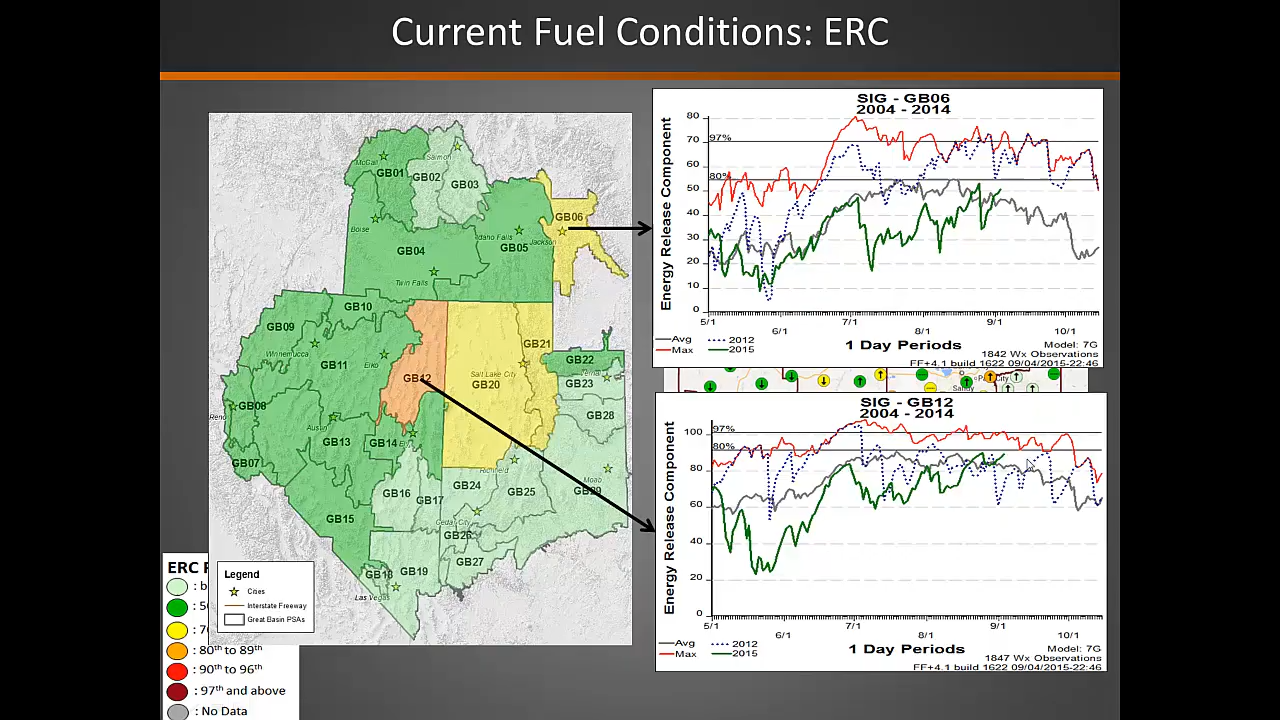 Current Fuel Conditions: ERC
McCall
Salmon
GB01
GB02
GB03
GB06
Boise
Idaho Falls
Jackson
GB04
GB05
Twin Falls
GB10
GB09
GB21
Winnemucca
GB11
Elko
GB22
GB12
Salt Lake City
GB20
Vernal
GB23
Reno
GB08
GB28
Austin
GB13
GB14
GB07
Richfield
Moab
GB16
GB17
GB24
GB25
GB29
GB15
Cedar City
GB26
GB27
GB18
GB19
Las Vegas
Legend
Cities
Interstate Freeway
Great Basin PSAs
ERC
: 80th to 89th
: 90th to 96th
: 97th and above
: No Data
SIG - GB06
2004 - 2014
Energy Release Component
80
70
60
50
40
30
20
10
0
97%
80%
5/1
6/1
7/1
8/1
9/1
10/1
Avg
2012
1 Day Periods
Model: 7G
Max
2015
1842 Wx Observations
FF+4.1 build 1622 09/04/2015-22:46
Park City
Sandy
SIG - GB12
2004 - 2014
Energy Release Component
100
80
60
40
20
0
97%
80%
5/1
6/1
7/1
8/1
9/1
10/1
Avg
2012
1 Day Periods
Model: 7G
Max
2015
1847 Wx Observations
FF+4.1 build 1622 09/04/2015-22:46